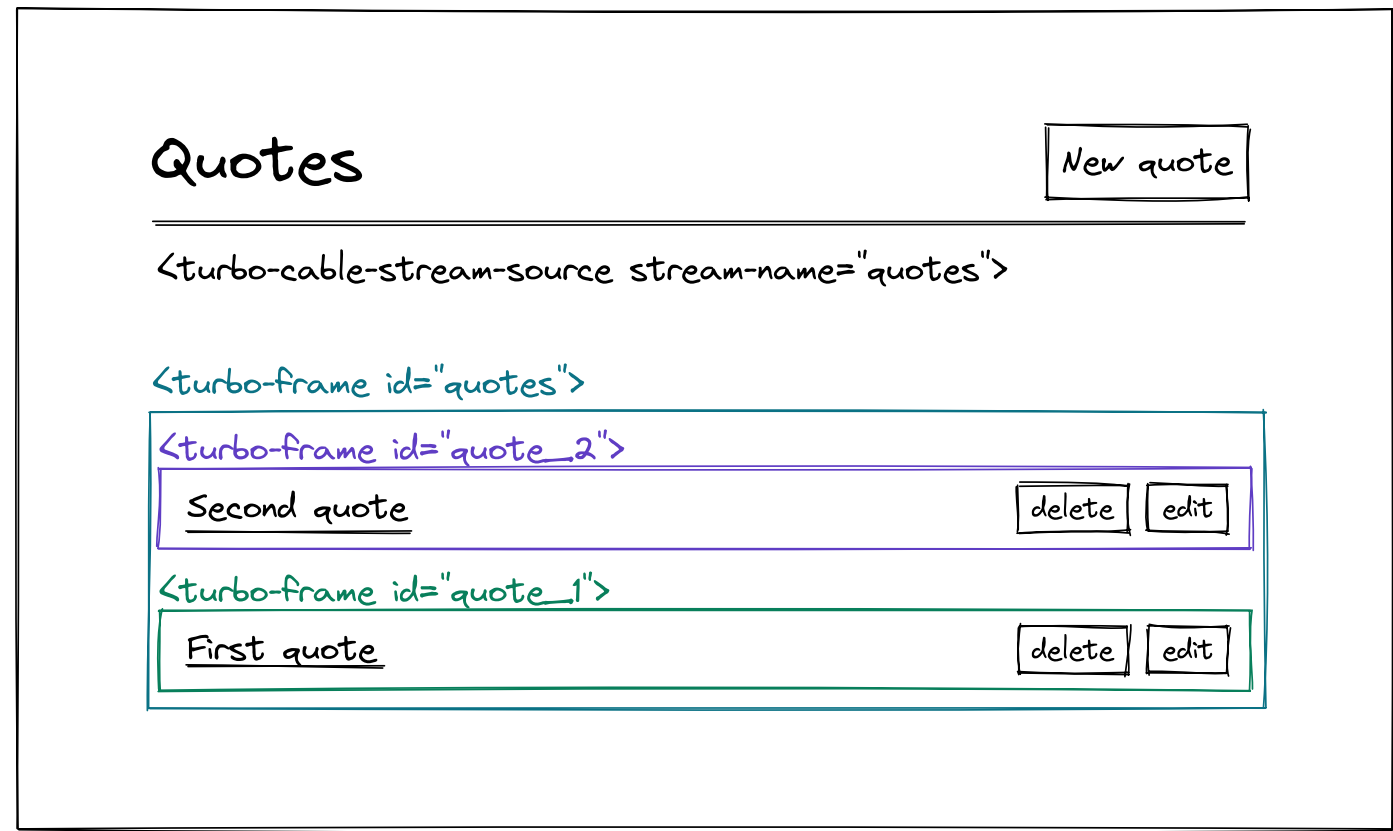 Quotes
New quote
<turbo-cable-stream-source stream-name="quotes">
<turbo-frame id="quotes">
<turbo-frame id="quote_2">
Second quote delete edit
<turbo-frame id="quote_1">
First quote delete edit